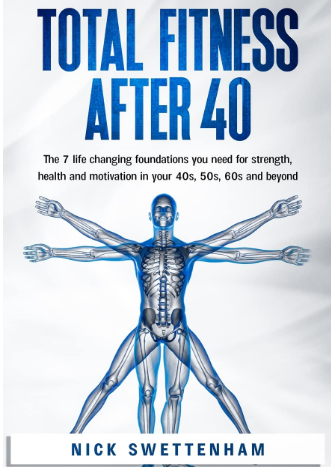 TOTAL FITNESS
AFTER 40
The 7 life changing foundations you need for strength,
health and motivation in your 40s, 50s, 60s and beyond
NICK SWETTENHAM